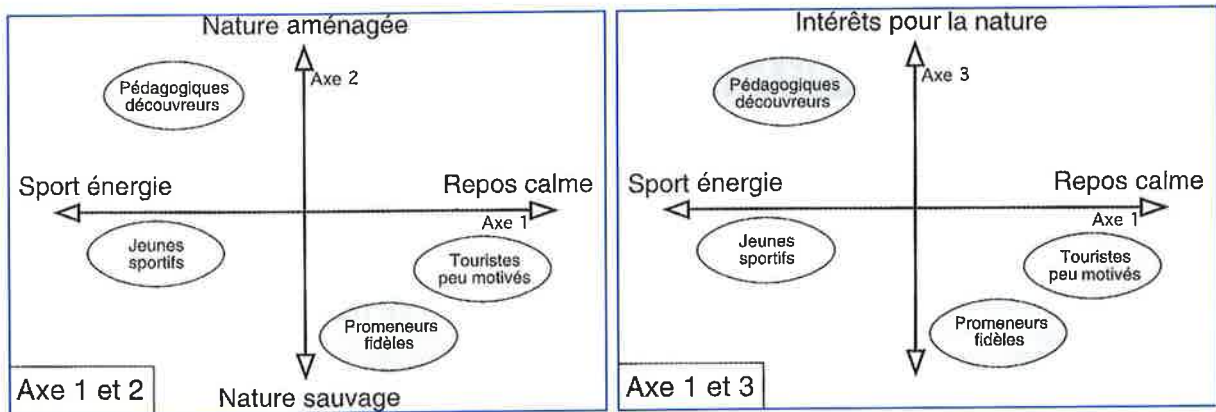 Nature aménagée
Axe 2
Pédagogiques
découvreurs
Sport énergie
Repos calme
Axe 1
Jeunes
sportifs
Touristes
peu motivés
Promeneurs
fidèles
Axe 1 et 2
Nature sauvage
Intérêts pour la nature
Axe 3
Pédagogiques
découvreurs
Sport énergie
Repos calme
Axe 1
Jeunes
sportifs
Touristes
peu motivés
Promeneurs
fidèles
Axe 1 et 3